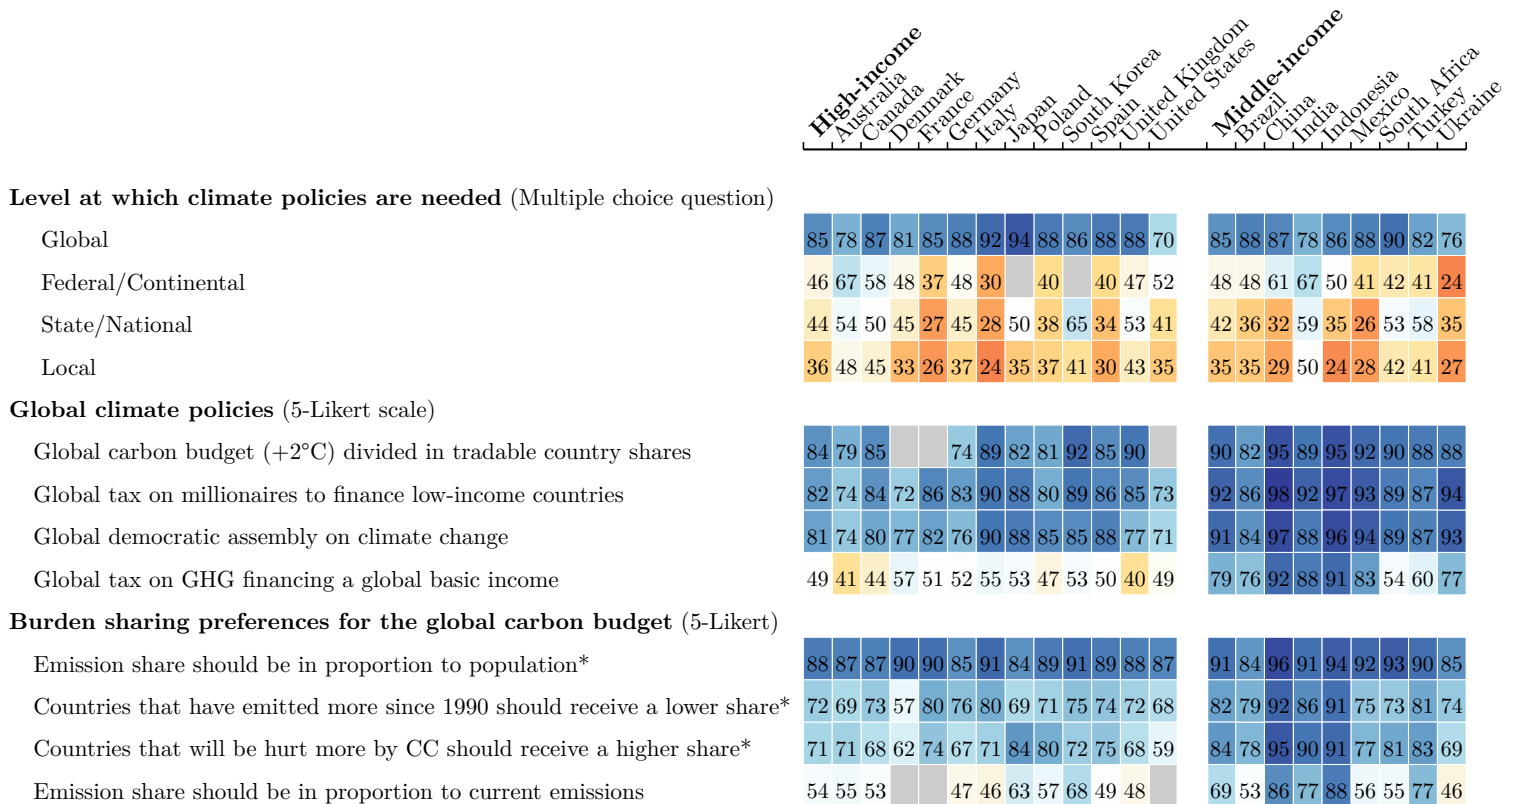 High-income Australia Canada Denmark France Germany Italy Japan Poland South Korea Spain United Kingdom United States Middle-income Brazil China India Indonesia Mexico South Africa Turkey Ukraine
Level at which climate policies are needed (Multiple choice question)
Global 85 78 87 81 85 88 92 94 88 86 88 88 70 85 88 87 78 86 88 90 82 76
Federal/Continental 46 67 58 48 37 48 30 40 40 47 52 48 48 61 67 50 41 42 41 24
State/National 44 54 50 45 27 45 28 50 38 65 34 53 41 42 36 32 59 35 26 53 58 35
Local 36 48 45 33 26 37 24 35 37 41 30 43 35 35 35 29 50 24 28 42 41 27
Global climate policies (5-Likert scale)
Global carbon budget (+2°C) divided in tradable country shares 84 79 85 74 89 82 81 92 85 90 90 82 95 89 95 92 90 88 88
Global tax on millionaires to finance low-income countries 82 74 84 72 86 83 90 88 80 89 86 85 73 92 86 98 92 97 93 89 87 94
Global democratic assembly on climate change 81 74 80 77 82 76 90 88 85 85 88 77 71 91 84 97 88 96 94 89 87 93
Global tax on GHG financing a global basic income 49 41 44 57 51 52 55 53 47 53 50 40 49 79 76 92 88 91 83 54 60 77
Burden sharing preferences for the global carbon budget (5-Likert)
Emission share should be in proportion to population* 88 87 87 90 90 85 91 84 89 91 89 88 87 91 84 96 91 94 92 93 90 85
Countries that have emitted more since 1990 should receive a lower share* 72 69 73 57 80 76 80 69 71 75 74 72 68 82 79 92 86 91 75 73 81 74
Countries that will be hurt more by CC should receive a higher share* 71 71 68 62 74 67 71 84 80 72 75 68 59 84 78 95 90 91 77 81 83 69
Emission share should be in proportion to current emissions 54 55 53 47 46 63 57 68 49 48 69 53 86 77 88 56 55 77 46